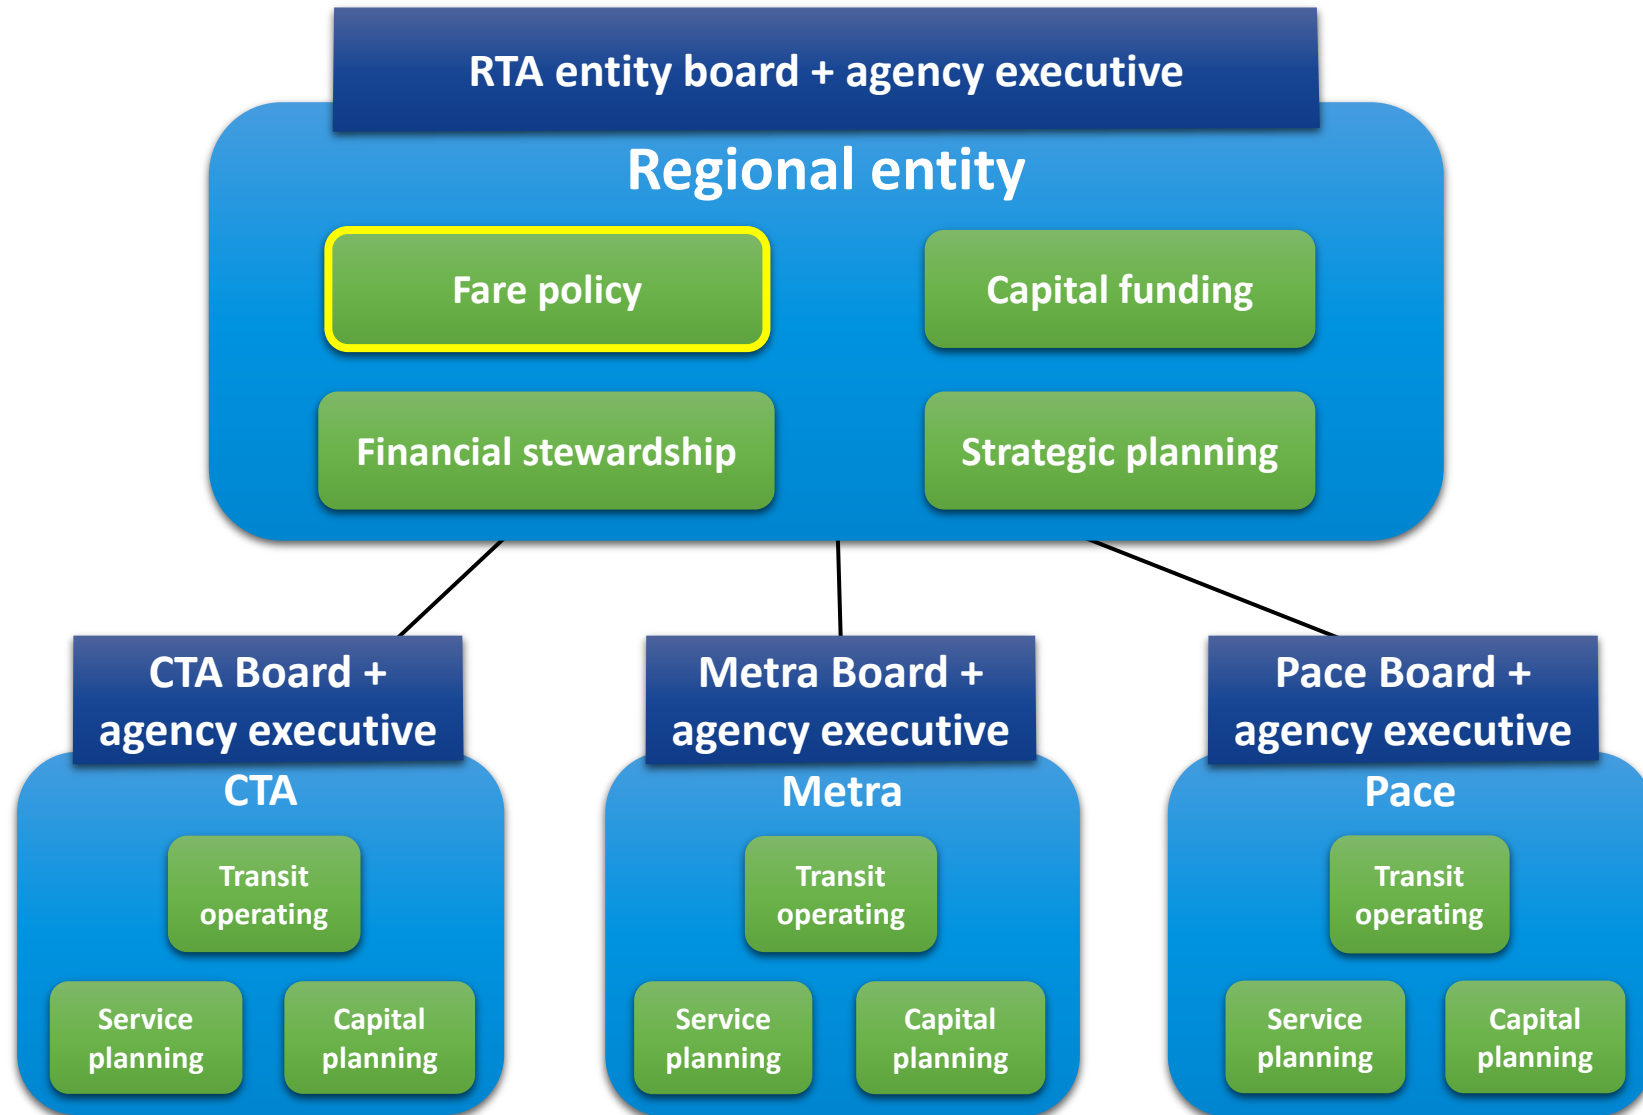 RTA entity board + agency executive
Regional entity
Fare policy
Capital funding
Financial stewardship
Strategic planning
CTA Board +
agency executive
CTA
Transit
operating
Service
planning
Capital
planning
Metra Board +
agency executive
Metra
Transit
operating
Service
planning
Capital
planning
Pace Board +
agency executive
Pace
Transit
operating
Service
planning
Capital
planning